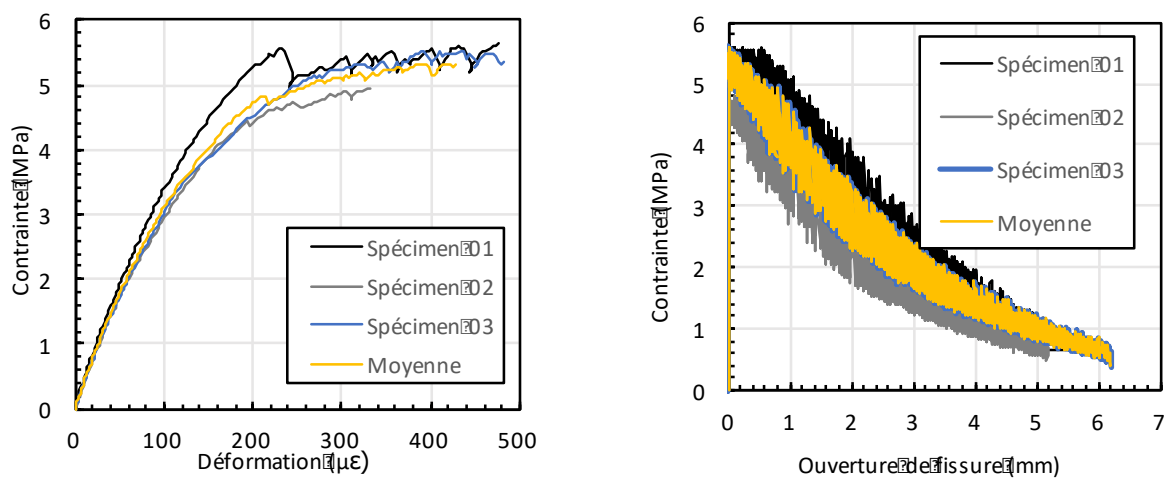 6
5
4
3
2
1
0
Contrainte (MPa)
Spécimen 01
Spécimen 02
Spécimen 03
Moyenne
0 100 200 300 400 500
Déformation (με)
6
5
4
3
2
1
0
Contrainte (MPa)
Spécimen 01
Spécimen 02
Spécimen 03
Moyenne
0 1 2 3 4 5 6 7
Ouverture de fissure (mm)